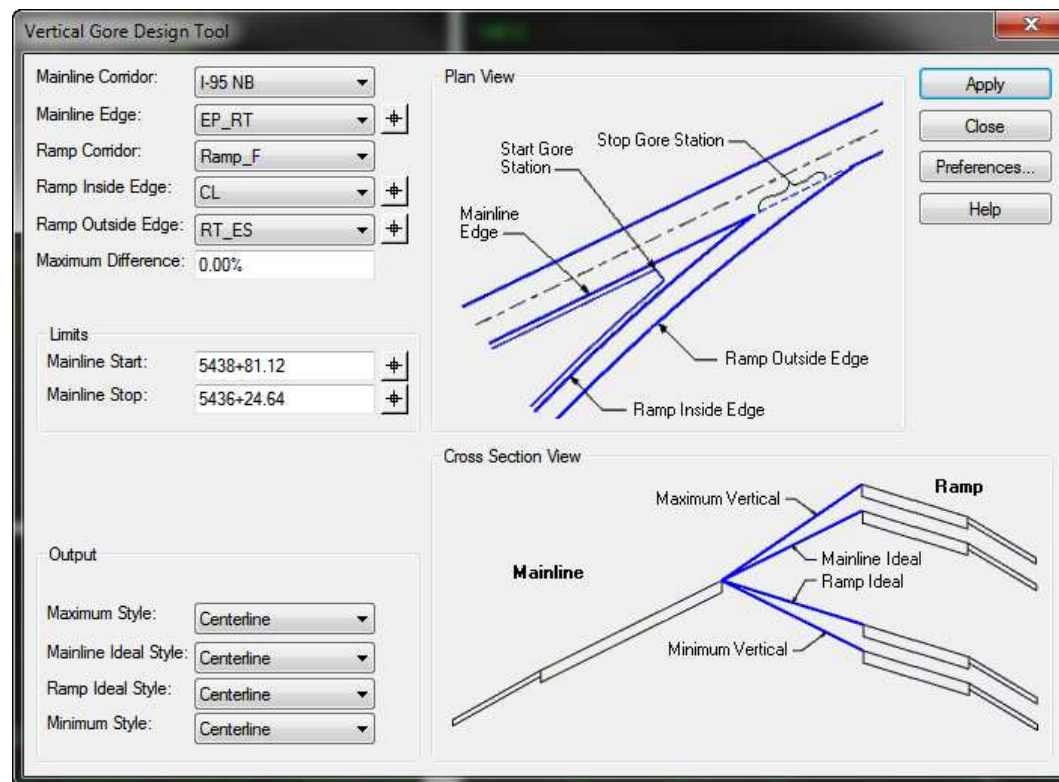 Vertical Gore Design Tool
Mainline Corridor: I-95 NB
Mainline Edge: EP_RT
Ramp Corridor: Ramp_F
Ramp Inside Edge: CL
Ramp Outside Edge: RT_ES
Maximum Difference: 0.00%
Limits
Mainline Start: 5438+81.12
Mainline Stop: 5436+24.64
Output
Maximum Style: Centerline
Mainline Ideal Style: Centerline
Ramp Ideal Style: Centerline
Minimum Style: Centerline
Plan View
Start Gore
Station
Stop Gore Station
Mainline
Edge
Ramp Outside Edge
Ramp Inside Edge
Cross Section View
Maximum Vertical
Ramp
Mainline Ideal
Mainline
Ramp Ideal
Minimum Vertical
Apply
Close
Preferences...
Help